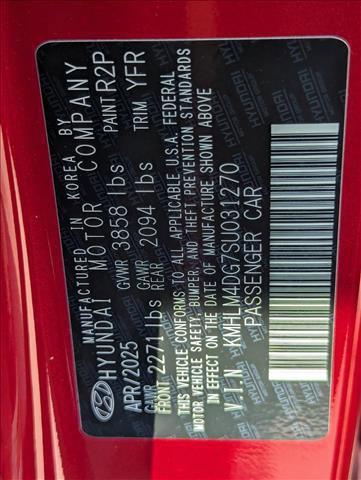 MANUFACTURED IN KOREA BY
HYUNDAI MOTOR COMPANY
APR/2025 GVWR 3858 lbs PAINT R2P
GAWR FRONT 2271 lbs GAWR REAR 2094 lbs TRIM YFR
THIS VEHICLE CONFORMS TO ALL APPLICABLE U.S.A. FEDERAL
MOTOR VEHICLE SAFETY, BUMPER, AND THEFT PREVENTION STANDARDS
IN EFFECT ON THE DATE OF MANUFACTURE SHOWN ABOVE
V.I.N. KMHLM4DG7SU031270
PASSENGER CAR